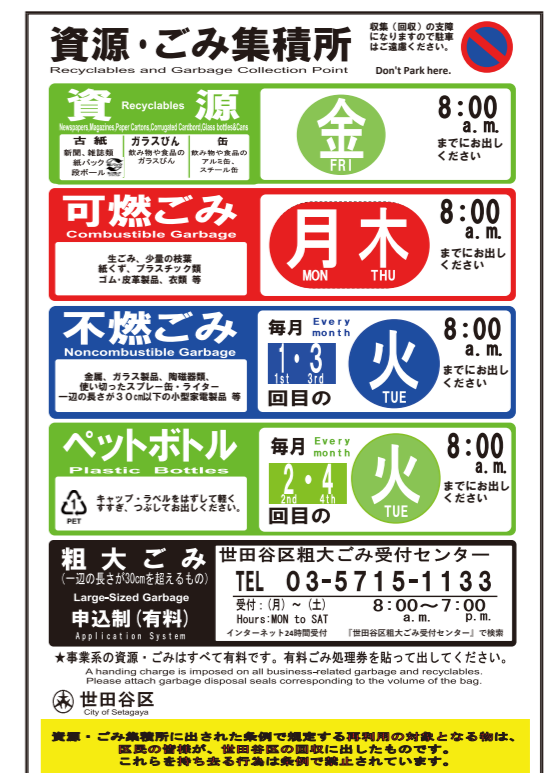 資源・ごみ集積所
Recyclables and Garbage Collection Point
収集（回収）の支障
になりますので駐車
はご遠慮ください。
Don't Park here.
資 Recyclables 源
Newspapers,Magazines,Paper Cartons,Corrugated Cardbord,Glass bottles&Cans
古 紙
新聞、雑誌類
紙パック
段ボール
ガラスびん
飲み物や食品の
ガラスびん
缶
飲み物や食品の
アルミ缶、
スチール缶
金
FRI
8:00
a.m.
までにお出し
ください
可燃ごみ
Combustible Garbage
生ごみ、少量の枝葉
紙くず、プラスチック類
ゴム・皮革製品、衣類 等
月 木
MON THU
8:00
a.m.
までにお出し
ください
不燃ごみ
Noncombustible Garbage
金属、ガラス製品、陶磁器類、
使い切ったスプレー缶・ライター
一辺の長さが３０cm以下の小型家電製品 等
毎月 Every month
1・3
1st 3rd
回目の
火
TUE
8:00
a.m.
までにお出し
ください
ペットボトル
Plastic Bottles
1
PET
キャップ・ラベルをはずして軽く
すすぎ、つぶしてお出しください。
毎月 Every month
2・4
2nd 4th
回目の
火
TUE
8:00
a.m.
までにお出し
ください
粗大ごみ
(一辺の長さが30cmを超えるもの)
Large-Sized Garbage
申込制(有料)
Application System
世田谷区粗大ごみ受付センター
TEL 03-5715-1133
受付：(月) ～ (土) 8:00～7:00
Hours:MON to SAT a.m. p.m.
インターネット24時間受付 『世田谷区粗大ごみ受付センター』で検索
★事業系の資源・ごみはすべて有料です。有料ごみ処理券を貼って出してください。
A handing charge is imposed on all business-related garbage and recyclables.
Please attach garbage disposal seals corresponding to the volume of the bag.
世田谷区
City of Setagaya
資源・ごみ集積所に出された条例で規定する再利用の対象となる物は、
区民の皆様が、世田谷区の回収に出したものです。
これらを持ち去る行為は条例で禁止されています。